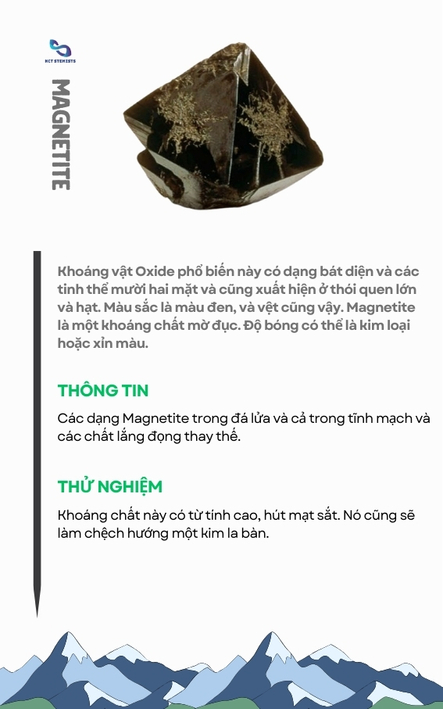 HCT STEM KITS
MAGNETITE
Khoáng vật Oxide phổ biến này có dạng bát diện và các
tinh thể mười hai mặt và cũng xuất hiện ở thói quen lớn
và hạt. Màu sắc là màu đen, và vệt cũng vậy. Magnetite
là một khoáng chất mờ đục. Độ bóng có thể là kim loại
hoặc xỉn màu.
THÔNG TIN
Các dạng Magnetite trong đá lửa và cả trong tĩnh mạch và
các chất lắng đọng thay thế.
THỬ NGHIỆM
Khoáng chất này có từ tính cao, hút mạt sắt. Nó cũng sẽ
làm chệch hướng một kim la bàn.